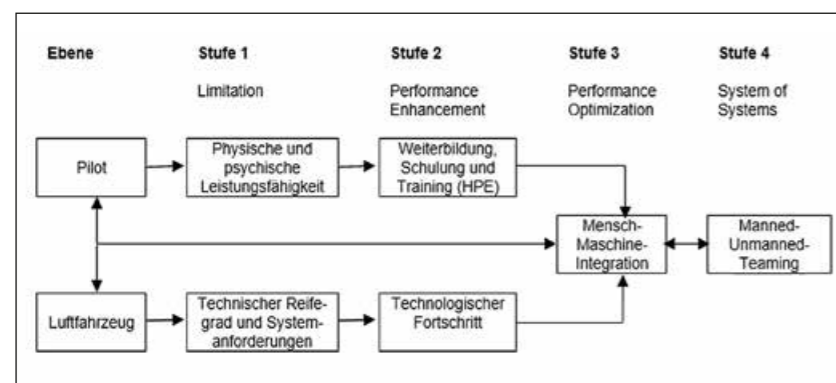 Ebene
Stufe 1
Stufe 2
Stufe 3
Stufe 4
Limitation
Performance
Enhancement
Performance
Optimization
System of
Systems
Pilot
Physische und
psychische
Leistungsfähigkeit
Weiterbildung,
Schulung und
Training (HPE)
Mensch-
Maschine-
Integration
Manned-
Unmanned-
Teaming
Luftfahrzeug
Technischer Reife-
grad und System-
anforderungen
Technologischer
Fortschritt